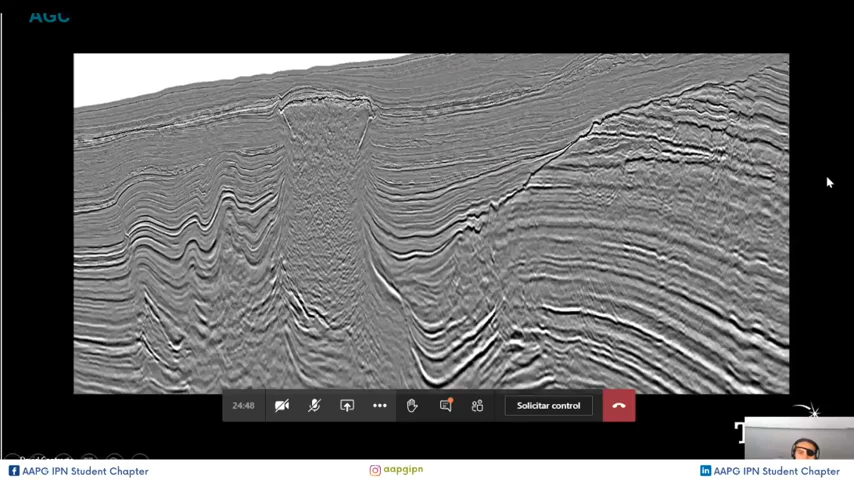 AGC
24:48
Solicitar control
AAPG IPN Student Chapter
aapgipn
AAPG IPN Student Chapter